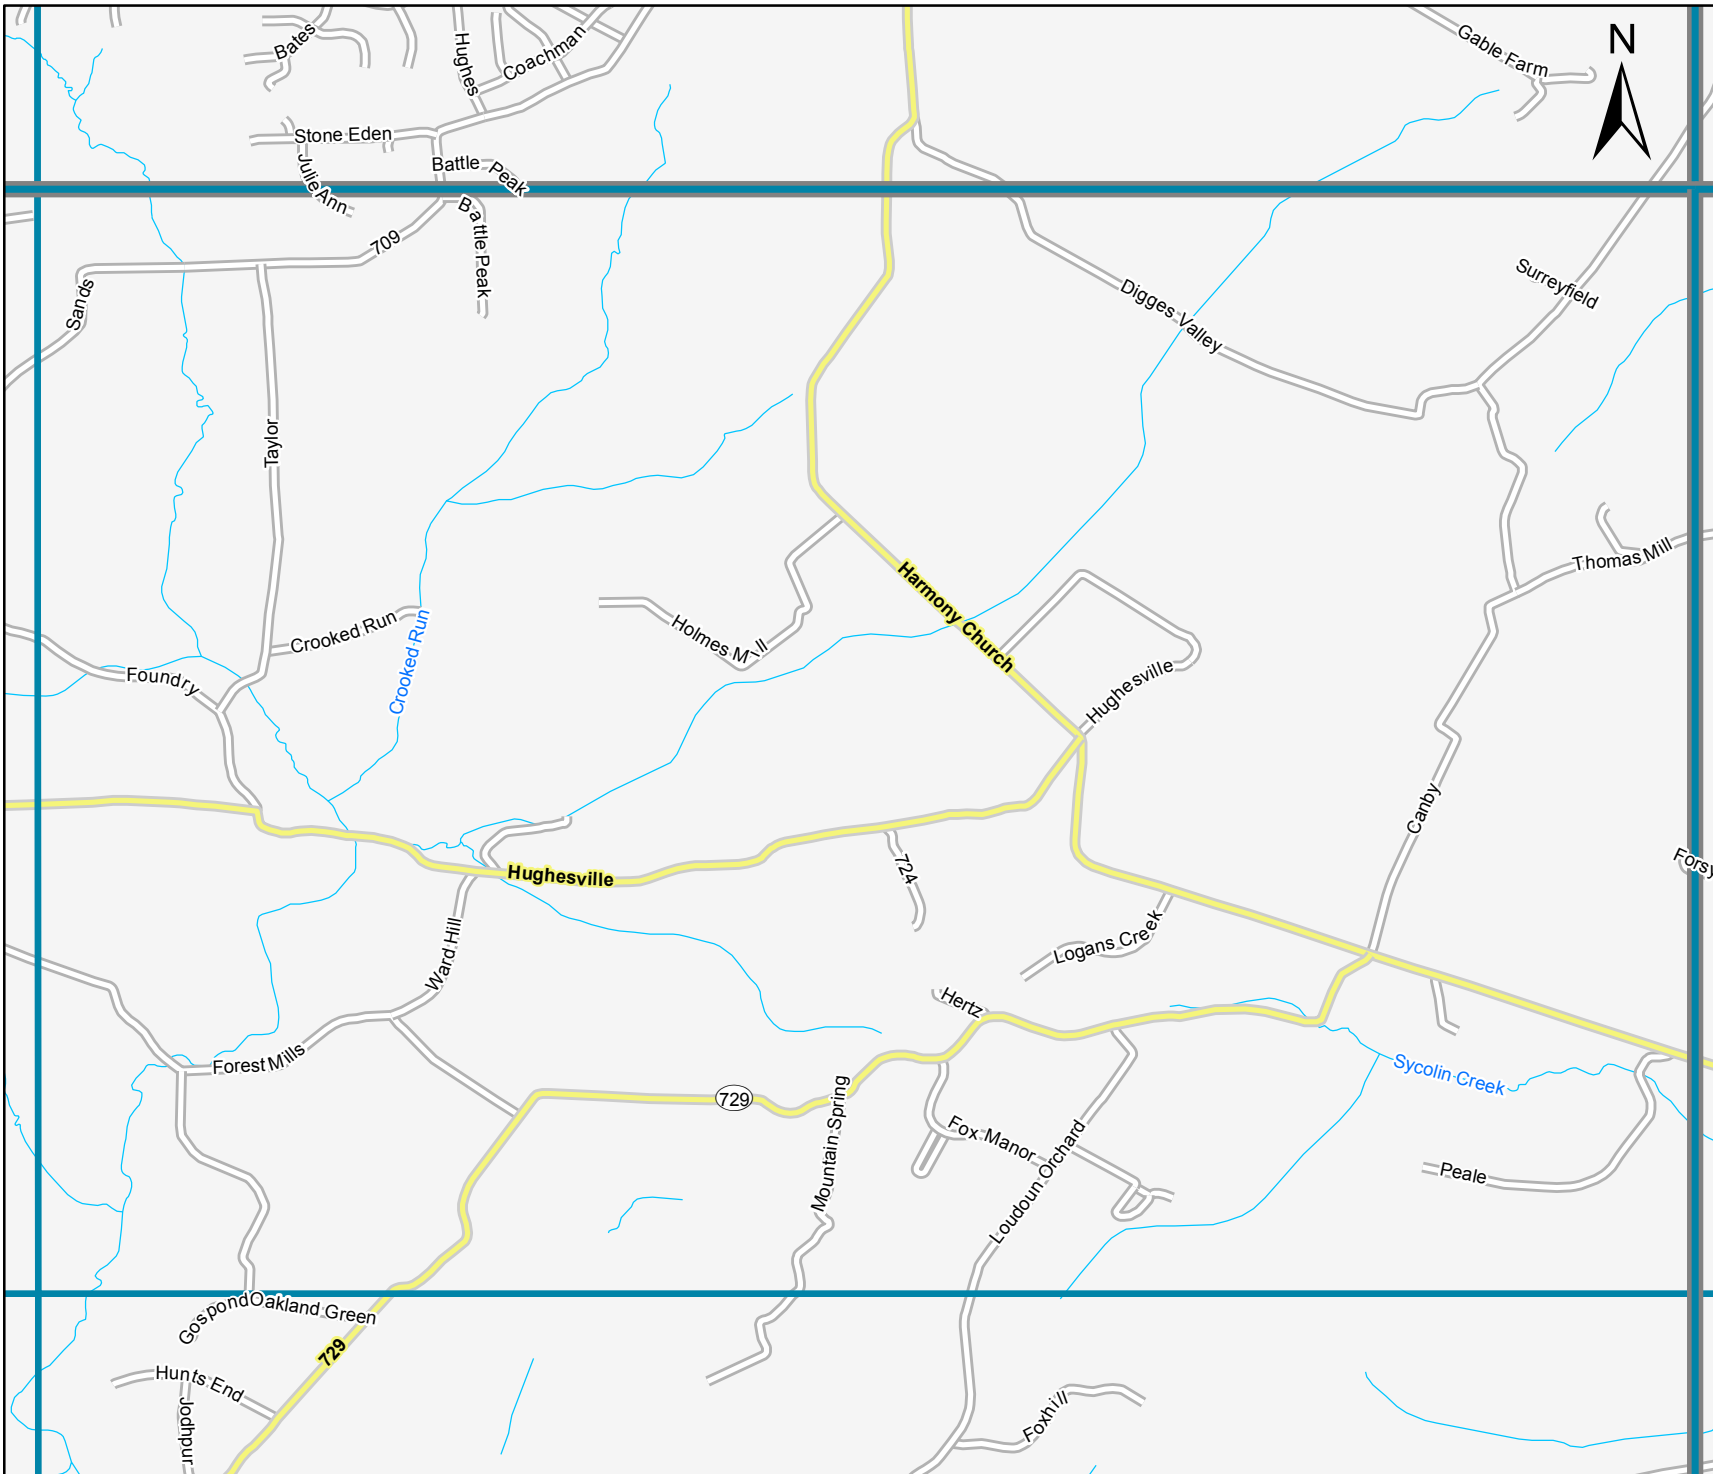 Bates
Hughes
Coachman
Gable Farm
N
Stone Eden
Battle Peak
Julie Ann
Battle Peak
709
Sands
Digges Valley
Surreyfield
Taylor
Thomas Mill
Harmony Church
Crooked Run
Crooked Run
Holmes Mill
Foundry
Hughesville
Canby
Forsy
Hughesville
724
Ward Hill
Logans Creek
Hertz
Forest Mills
Sycolin Creek
729
Mountain Spring
Fox Manor
Loudoun Orchard
Peale
Gospond
Oakland Green
729
Hunts End
Jodhpur
Foxhill